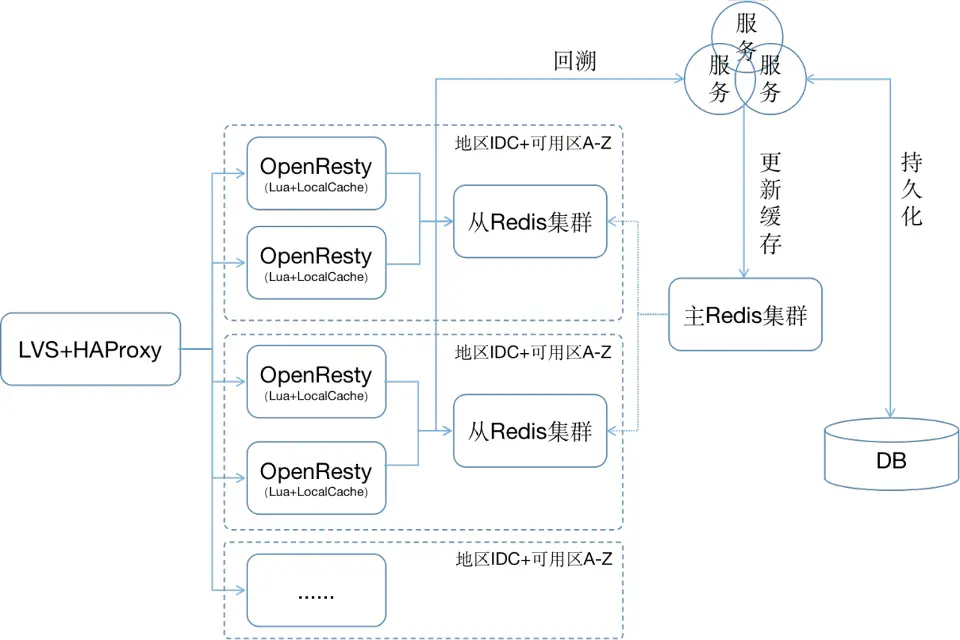 服
务
服
务
服
务
回溯
地区IDC+可用区A-Z
OpenResty
(Lua+LocalCache)
从Redis集群
OpenResty
(Lua+LocalCache)
更
新
缓
存
持
久
化
LVS+HAProxy
主Redis集群
地区IDC+可用区A-Z
OpenResty
(Lua+LocalCache)
从Redis集群
OpenResty
(Lua+LocalCache)
DB
地区IDC+可用区A-Z
......